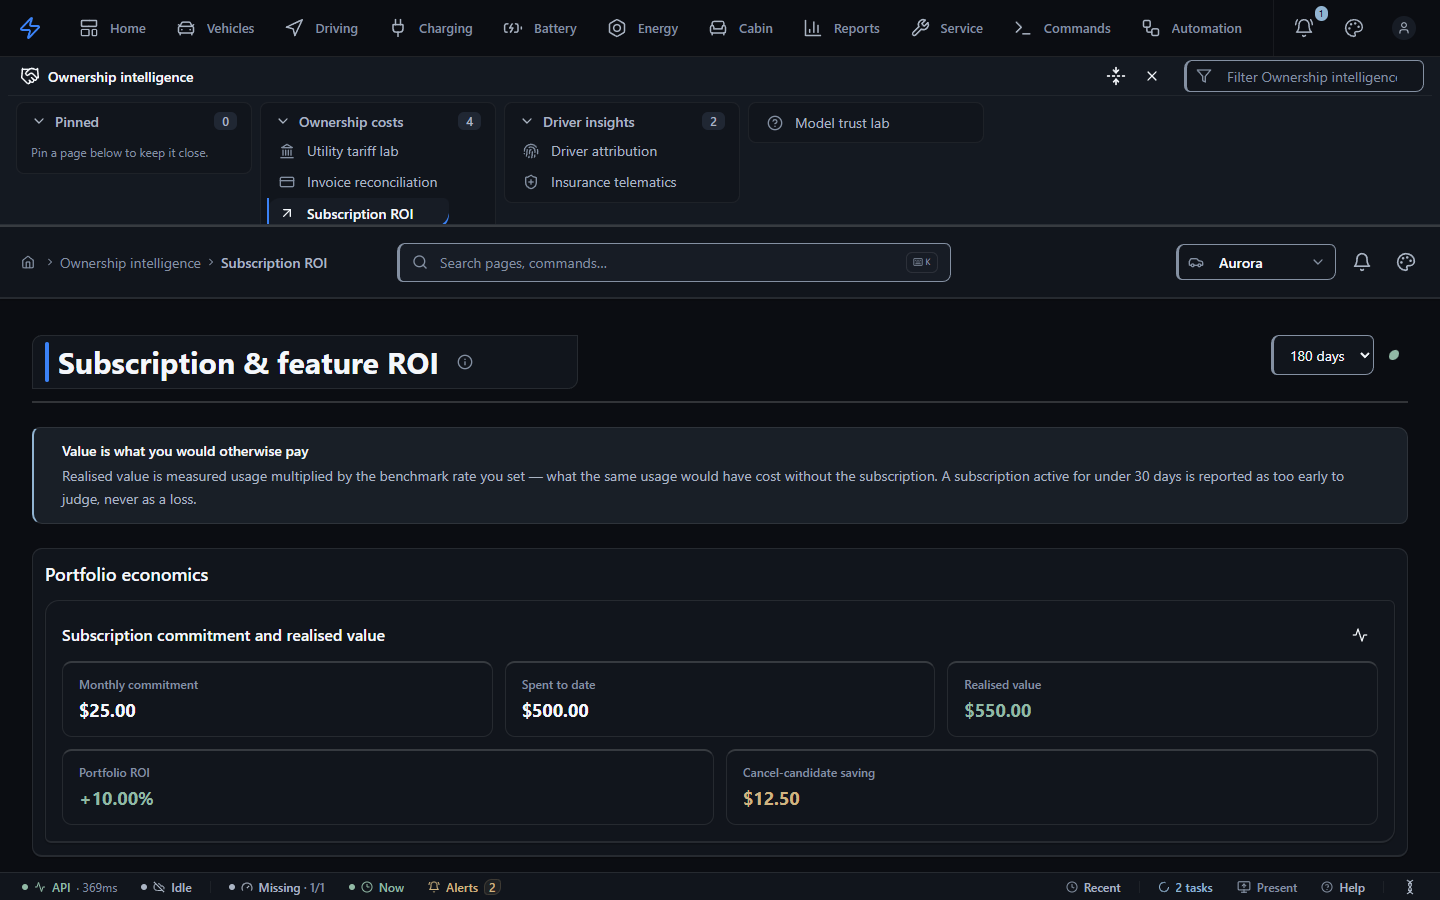 Home
Vehicles
Driving
Charging
Battery
Energy
Cabin
Reports
Service
Commands
Automation
1
Ownership intelligence
Filter Ownership intelligence
Pinned
0
Pin a page below to keep it close.
Ownership costs
4
Utility tariff lab
Invoice reconciliation
Subscription ROI
Driver insights
2
Driver attribution
Insurance telematics
Model trust lab
Ownership intelligence
Subscription ROI
Search pages, commands...
K
Aurora
Subscription & feature ROI
180 days
Value is what you would otherwise pay
Realised value is measured usage multiplied by the benchmark rate you set — what the same usage would have cost without the subscription. A subscription active for under 30 days is reported as too early to
judge, never as a loss.
Portfolio economics
Subscription commitment and realised value
Monthly commitment
$25.00
Spent to date
$500.00
Realised value
$550.00
Portfolio ROI
+10.00%
Cancel-candidate saving
$12.50
API · 369ms
Idle
Missing · 1/1
Now
Alerts 2
Recent
2 tasks
Present
Help